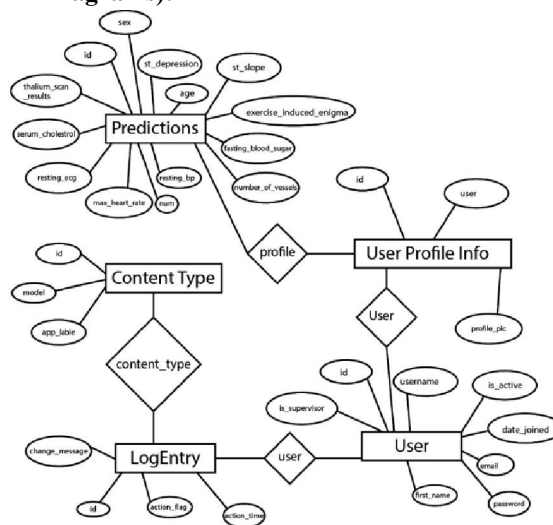 sex
id
st_depression
st_slope
thalium_scan
_results
age
exercise_induced_enigma
Predictions
serum_cholestrol
fasting_blood_sugar
resting_ecg
resting_bp
number_of_vessels
max_heart_rate
num
id
user
profile
User Profile Info
id
Content Type
model
app_lable
User
profile_pic
content_type
id
username
is_active
is_supervisor
date_joined
change_message
LogEntry
user
User
email
id
action_flag
action_time
first_name
password